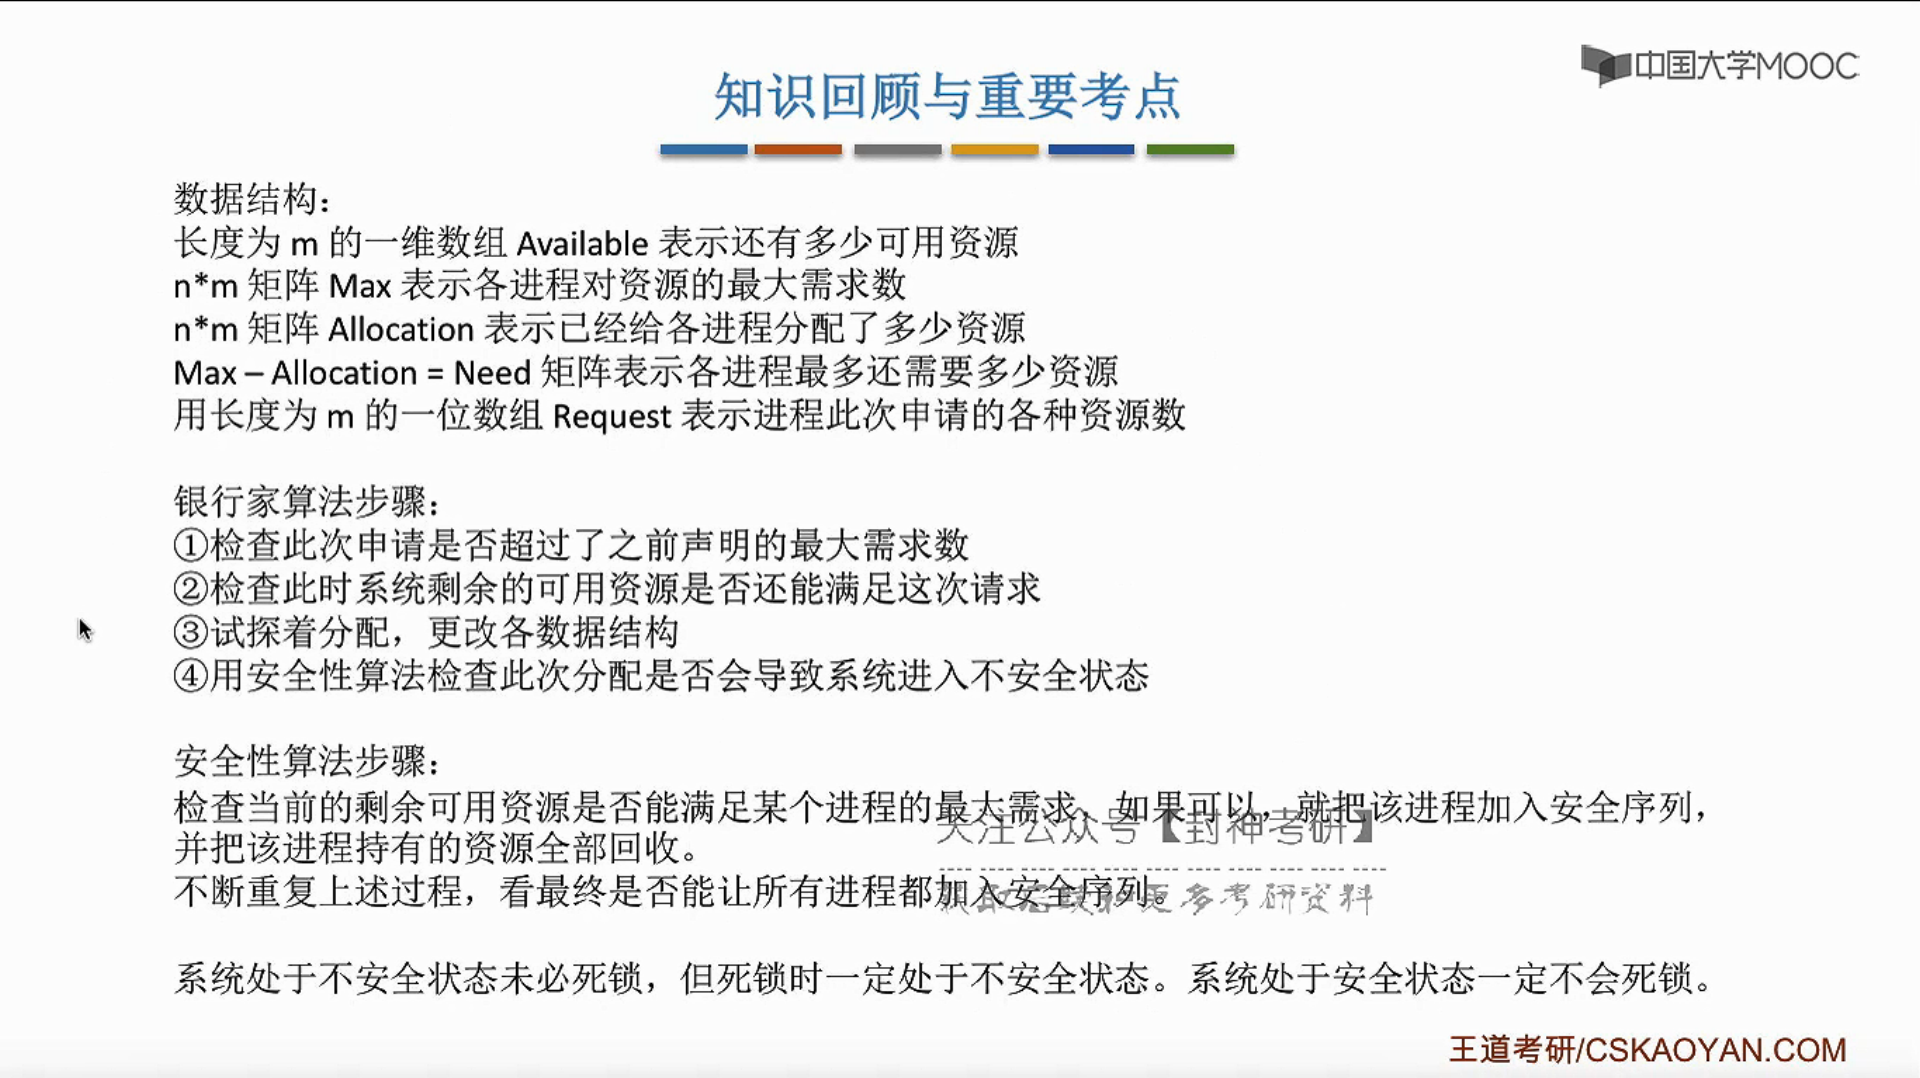 中国大学MOOC
知识回顾与重要考点
数据结构：
长度为 m 的一维数组 Available 表示还有多少可用资源
n*m 矩阵 Max 表示各进程对资源的最大需求数
n*m 矩阵 Allocation 表示已经给各进程分配了多少资源
Max – Allocation = Need 矩阵表示各进程最多还需要多少资源
用长度为 m 的一位数组 Request 表示进程此次申请的各种资源数
银行家算法步骤：
①检查此次申请是否超过了之前声明的最大需求数
②检查此时系统剩余的可用资源是否还能满足这次请求
③试探着分配，更改各数据结构
④用安全性算法检查此次分配是否会导致系统进入不安全状态
安全性算法步骤：
检查当前的剩余可用资源是否能满足某个进程的最大需求，如果可以，就把该进程加入安全序列，
关注公众号【封神考研】
并把该进程持有的资源全部回收。
不断重复上述过程，看最终是否能让所有进程都加入安全序列。
更多考研资料
系统处于不安全状态未必死锁，但死锁时一定处于不安全状态。系统处于安全状态一定不会死锁。
王道考研/CSKAOYAN.COM